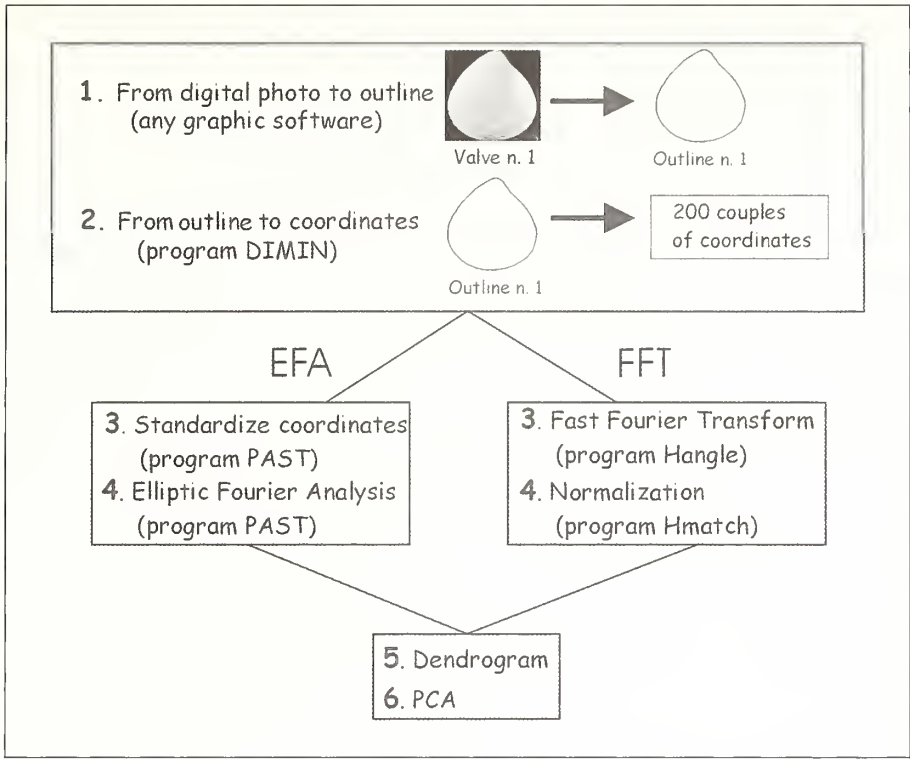 1. From digital photo to outline
(any graphic software)
Valve n. 1
Outline n. 1
2. From outline to coordinates
(program DIMIN)
Outline n. 1
200 couples
of coordinates
EFA
FFT
3. Standardize coordinates
(program PAST)
4. Elliptic Fourier Analysis
(program PAST)
3. Fast Fourier Transform
(program Hangle)
4. Normalization
(program Hmatch)
5. Dendrogram
6. PCA